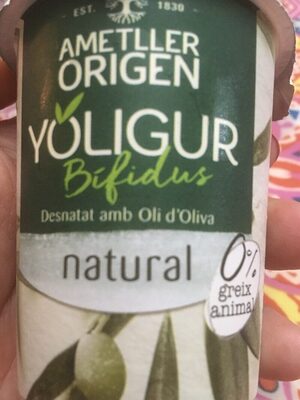 EST. 1830
AMETLLER
ORIGEN
YOLIGUR
Bífidus
Desnatat amb Oli d'Oliva
natural
0%
greix
animal